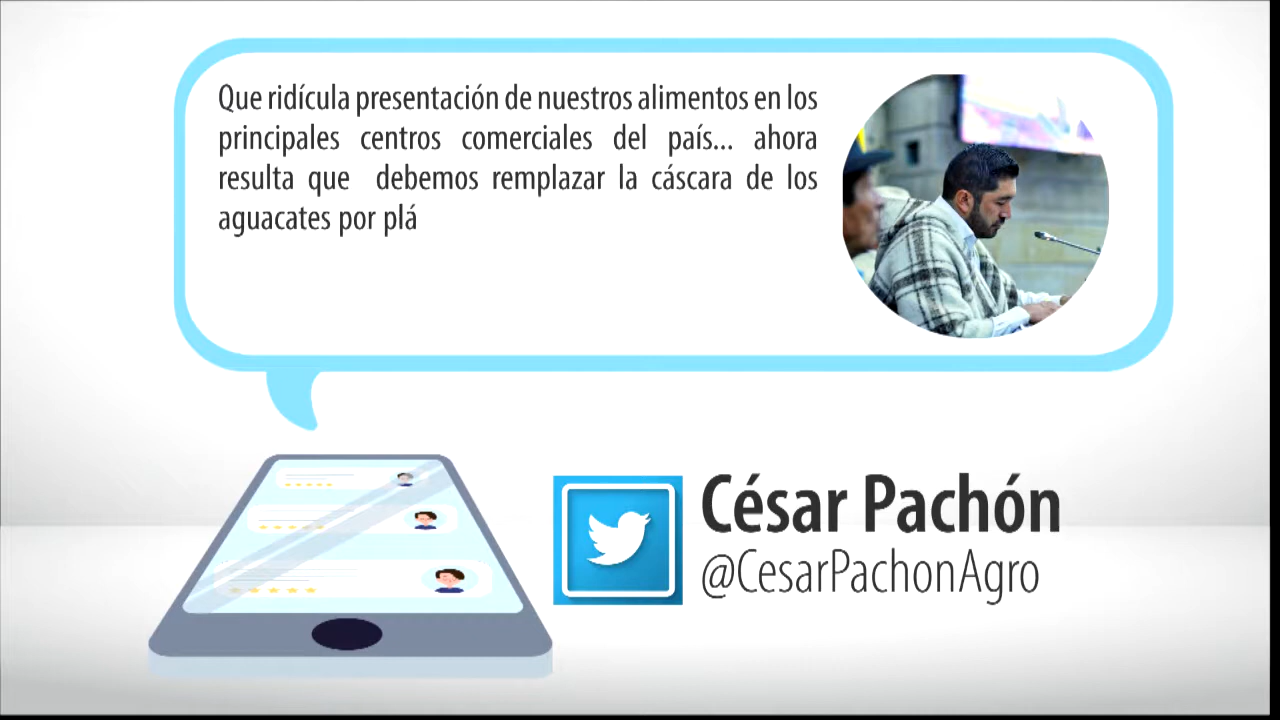 Que ridícula presentación de nuestros alimentos en los
principales centros comerciales del país... ahora
resulta que debemos remplazar la cáscara de los
aguacates por plá
César Pachón
@CesarPachonAgro